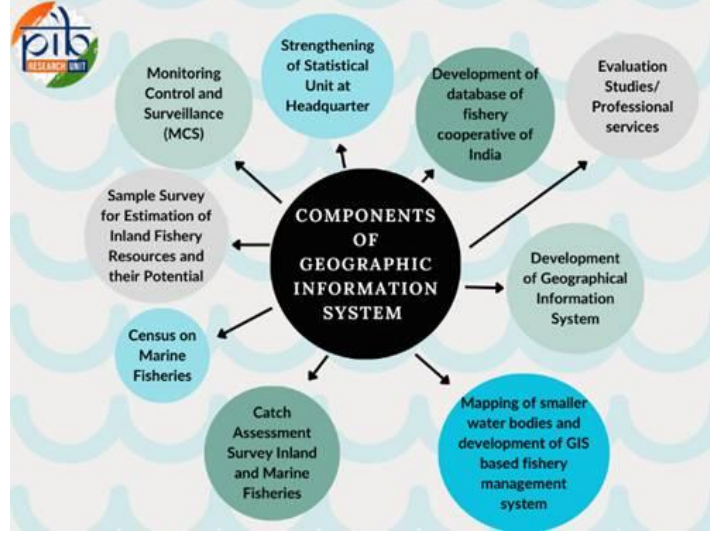 pib
RESEARCH UNIT
Monitoring
Control and
Surveillance
(MCS)
Strengthening
of Statistical
Unit at
Headquarter
Development of
database of
fishery
cooperative of
India
Evaluation
Studies/
Professional
services
Sample Survey
for Estimation of
Inland Fishery
Resources and
their Potential
COMPONENTS
OF
GEOGRAPHIC
INFORMATION
SYSTEM
Development
of Geographical
Information
System
Census on
Marine
Fisheries
Catch
Assessment
Survey Inland
and Marine
Fisheries
Mapping of smaller
water bodies and
development of GIS
based fishery
management
system